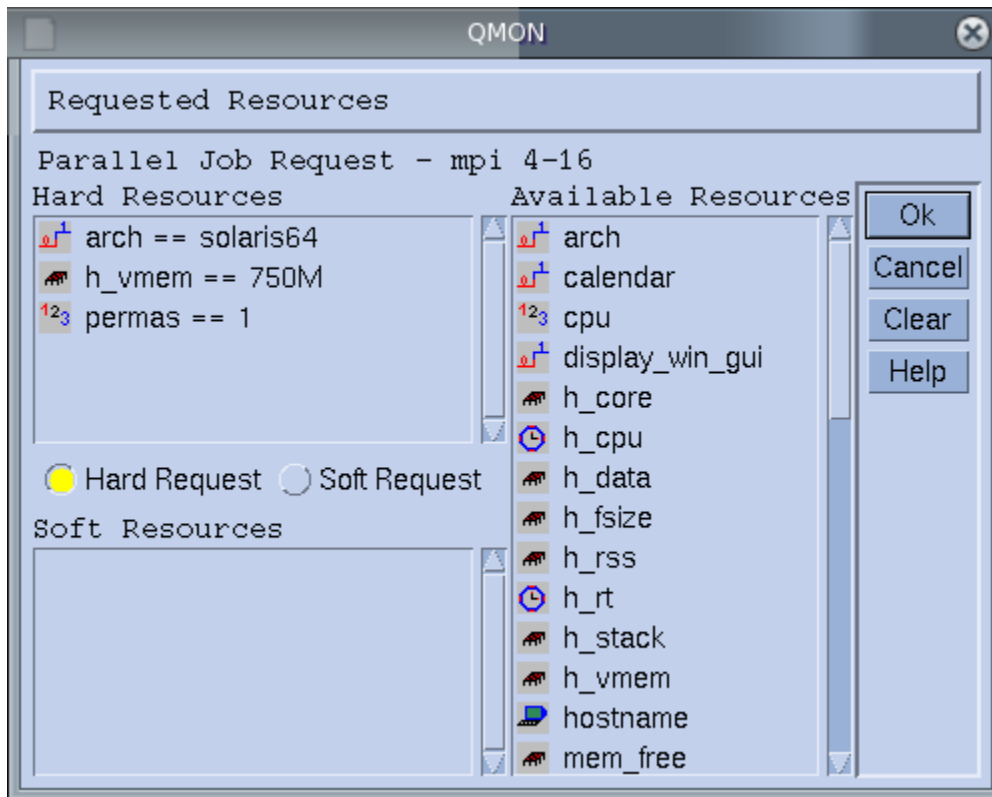 QMON
Requested Resources
Parallel Job Request - mpi 4-16
Hard Resources
arch == solaris64
h_vmem == 750M
permas == 1
Hard Request Soft Request
Soft Resources
Available Resources
arch
calendar
cpu
display_win_gui
h_core
h_cpu
h_data
h_fsize
h_rss
h_rt
h_stack
h_vmem
hostname
mem_free
Ok
Cancel
Clear
Help